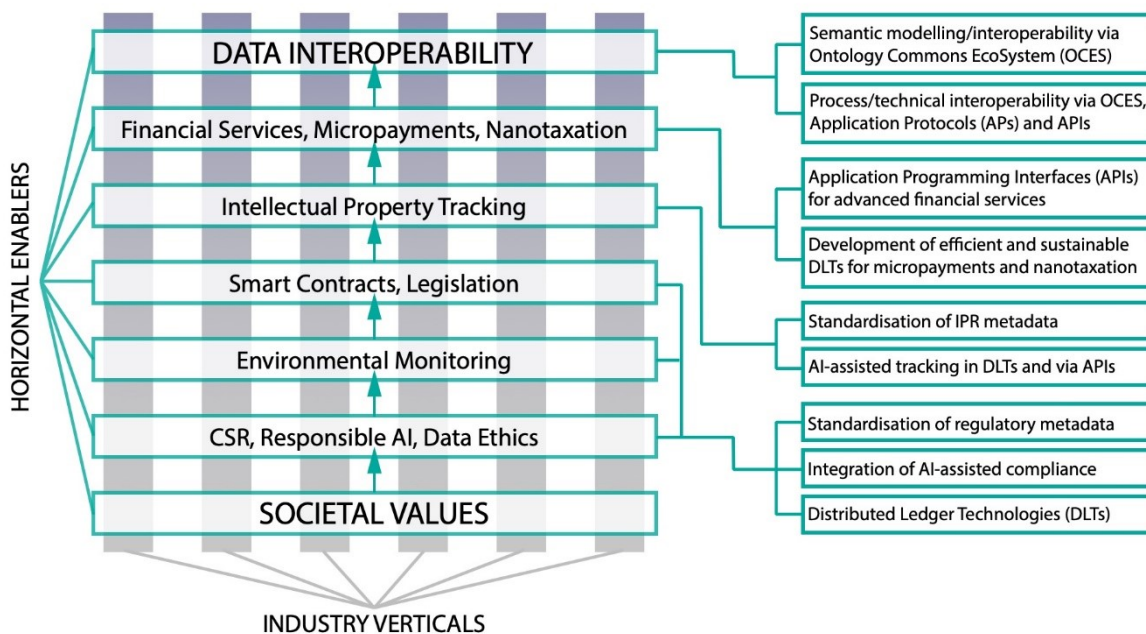 HORIZONTAL ENABLERS
DATA INTEROPERABILITY
Financial Services, Micropayments, Nanotaxation
Intellectual Property Tracking
Smart Contracts, Legislation
Environmental Monitoring
CSR, Responsible AI, Data Ethics
SOCIETAL VALUES
INDUSTRY VERTICALS
Semantic modelling/interoperability via
Ontology Commons EcoSystem (OCES)
Process/technical interoperability via OCES,
Application Protocols (APs) and APIs
Application Programming Interfaces (APIs)
for advanced financial services
Development of efficient and sustainable
DLTs for micropayments and nanotaxation
Standardisation of IPR metadata
AI-assisted tracking in DLTs and via APIs
Standardisation of regulatory metadata
Integration of AI-assisted compliance
Distributed Ledger Technologies (DLTs)